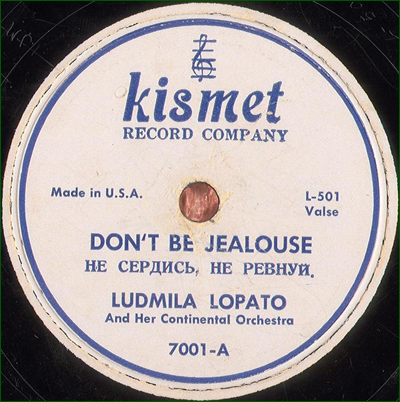 kismet
RECORD COMPANY
Made in U.S.A.
L-501
Valse
DON'T BE JEALOUSE
НЕ СЕРДИСЬ, НЕ РЕВНУЙ.
LUDMILA LOPATO
And Her Continental Orchestra
7001-A